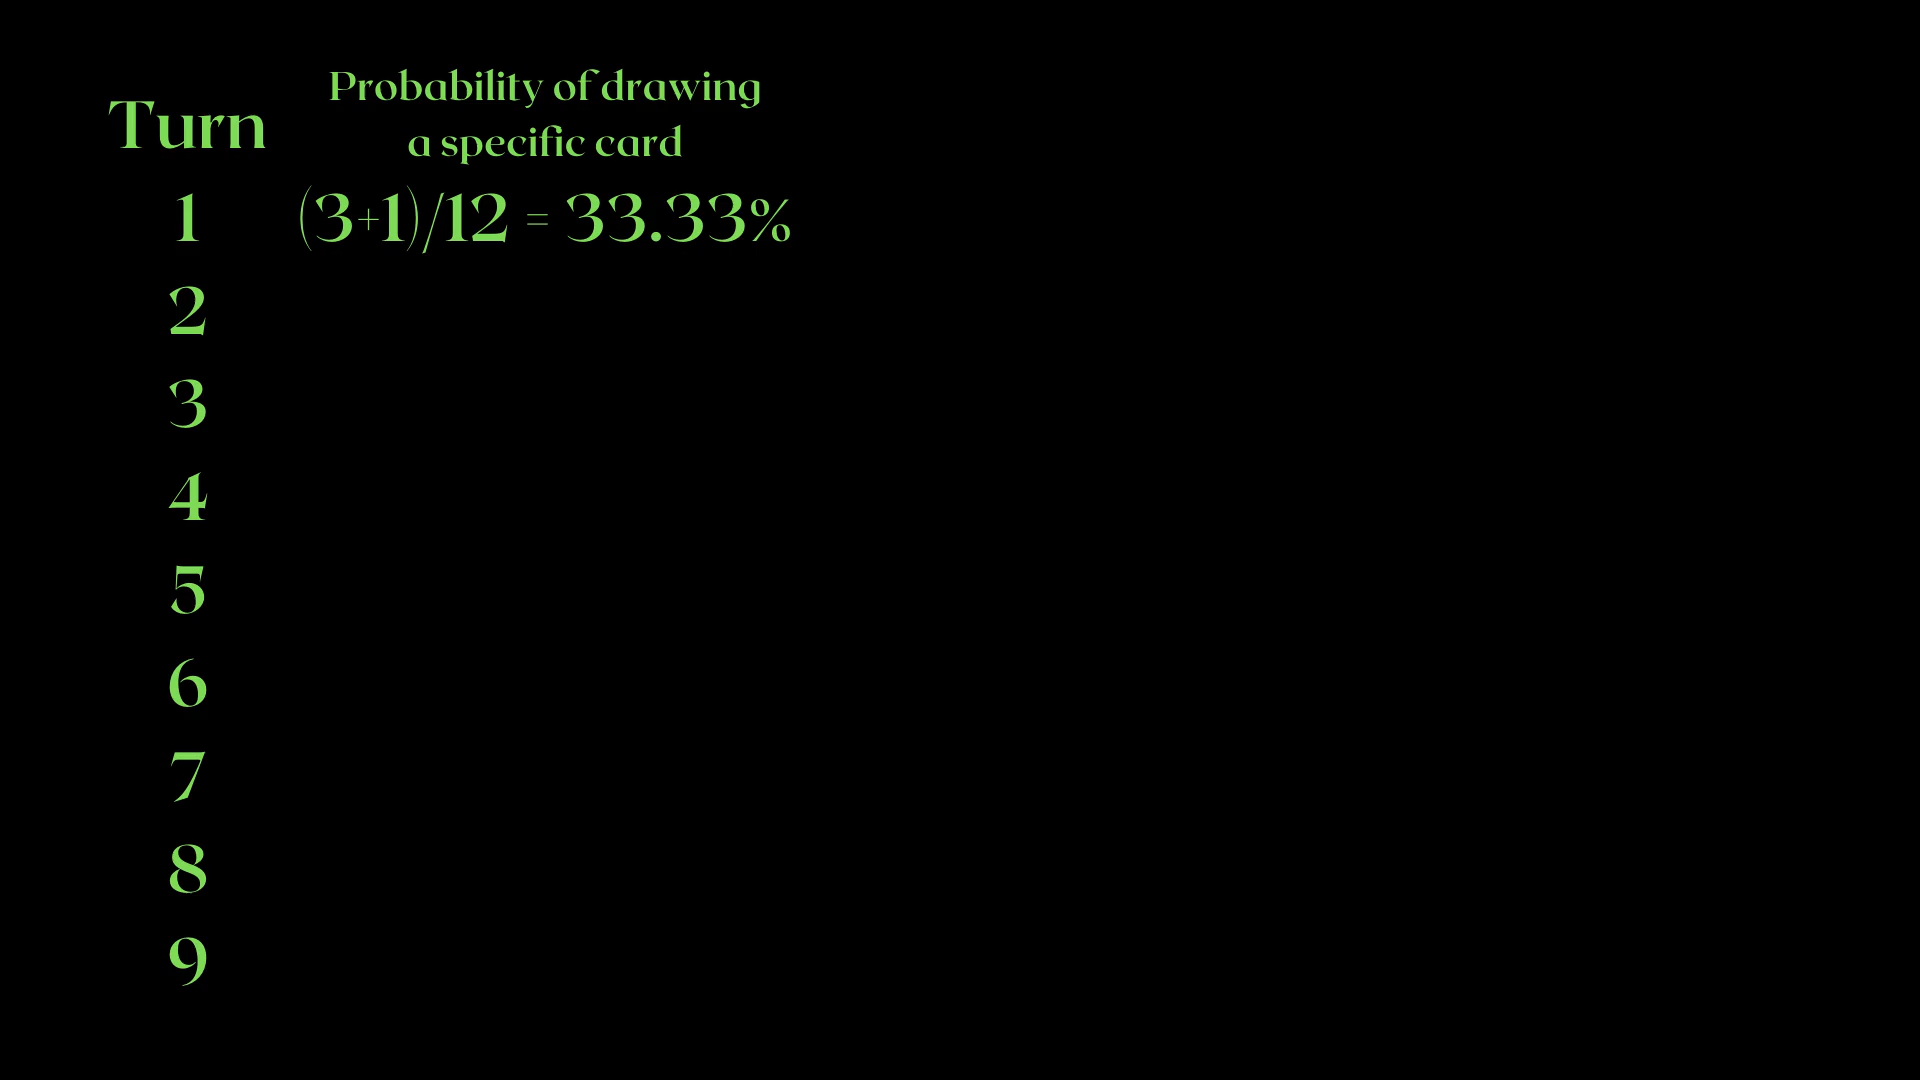 Turn
Probability of drawing
a specific card
1 (3+1)/12 = 33.33%
2
3
4
5
6
7
8
9